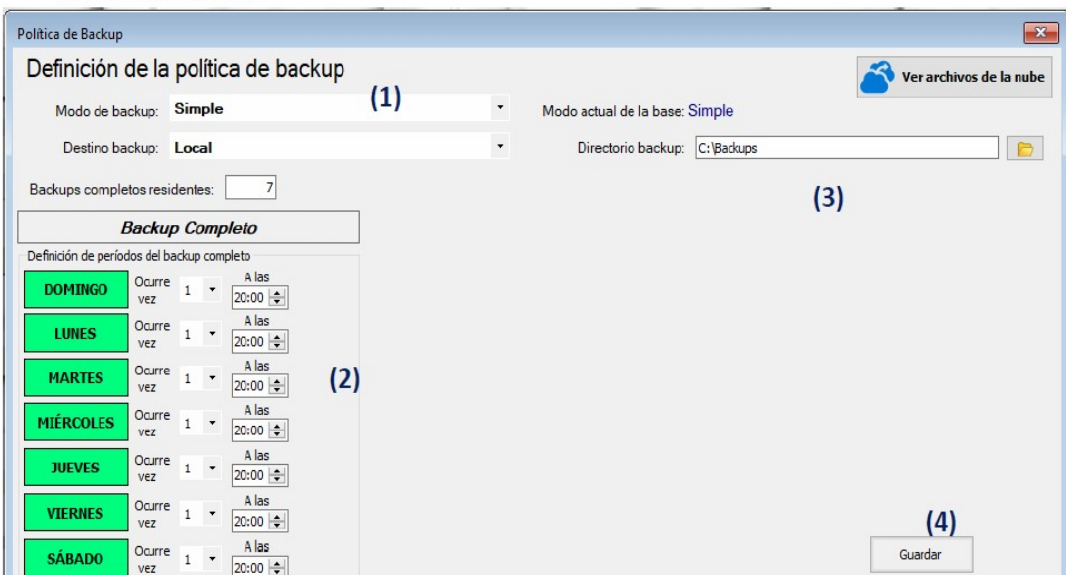 Política de Backup
Definición de la política de backup
Ver archivos de la nube
(1)
Modo de backup: Simple
Modo actual de la base: Simple
Destino backup: Local
Directorio backup: C:\Backups
Backups completos residentes: 7
(3)
Backup Completo
Definición de períodos del backup completo
DOMINGO Ocurre vez 1 A las 20:00
LUNES Ocurre vez 1 A las 20:00
MARTES Ocurre vez 1 A las 20:00
(2)
MIÉRCOLES Ocurre vez 1 A las 20:00
JUEVES Ocurre vez 1 A las 20:00
VIERNES Ocurre vez 1 A las 20:00
(4)
SÁBADO Ocurre vez 1 A las 20:00
Guardar